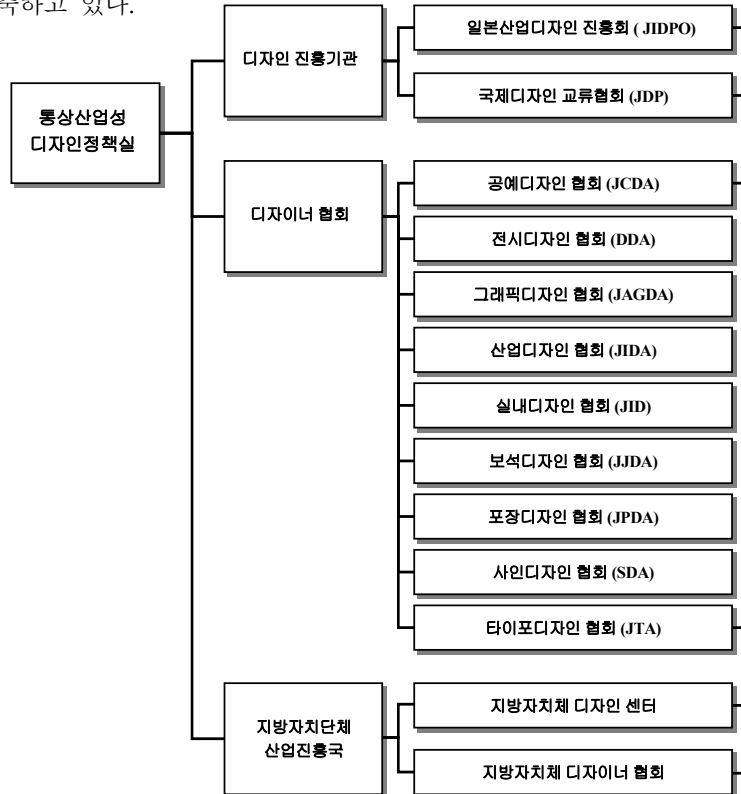 축하고 있다.
통상산업성
디자인정책실
디자인 진흥기관
일본산업디자인 진흥회 ( JIDPO)
국제디자인 교류협회 (JDP)
디자이너 협회
공예디자인 협회 (JCDA)
전시디자인 협회 (DDA)
그래픽디자인 협회 (JAGDA)
산업디자인 협회 (JIDA)
실내디자인 협회 (JID)
보석디자인 협회 (JJDA)
포장디자인 협회 (JPDA)
사인디자인 협회 (SDA)
타이포디자인 협회 (JTA)
지방자치단체
산업진흥국
지방자치체 디자인 센터
지방자치체 디자이너 협회